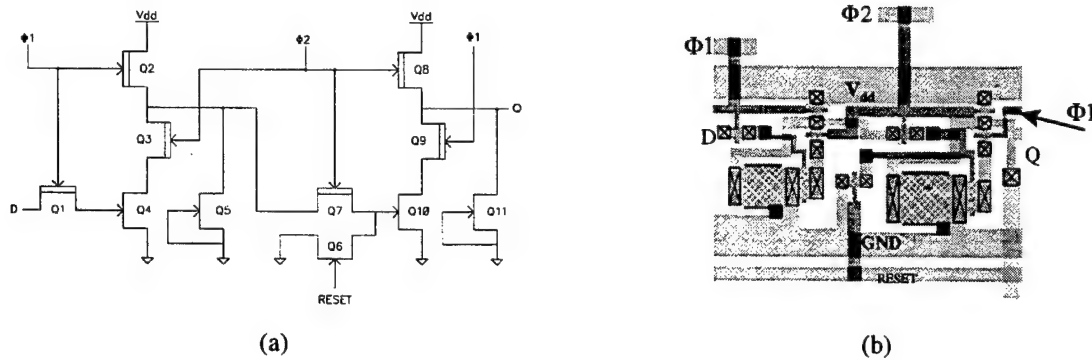 Vdd
Vdd
Φ1
Φ2
Φ1
Q2
Q8
O
Q3
Q9
D
Q1
Q4
Q5
Q7
Q10
Q11
Q6
RESET
(a)
Φ2
Φ1
Vdd
Φ1
D
Q
GND
RESET
(b)